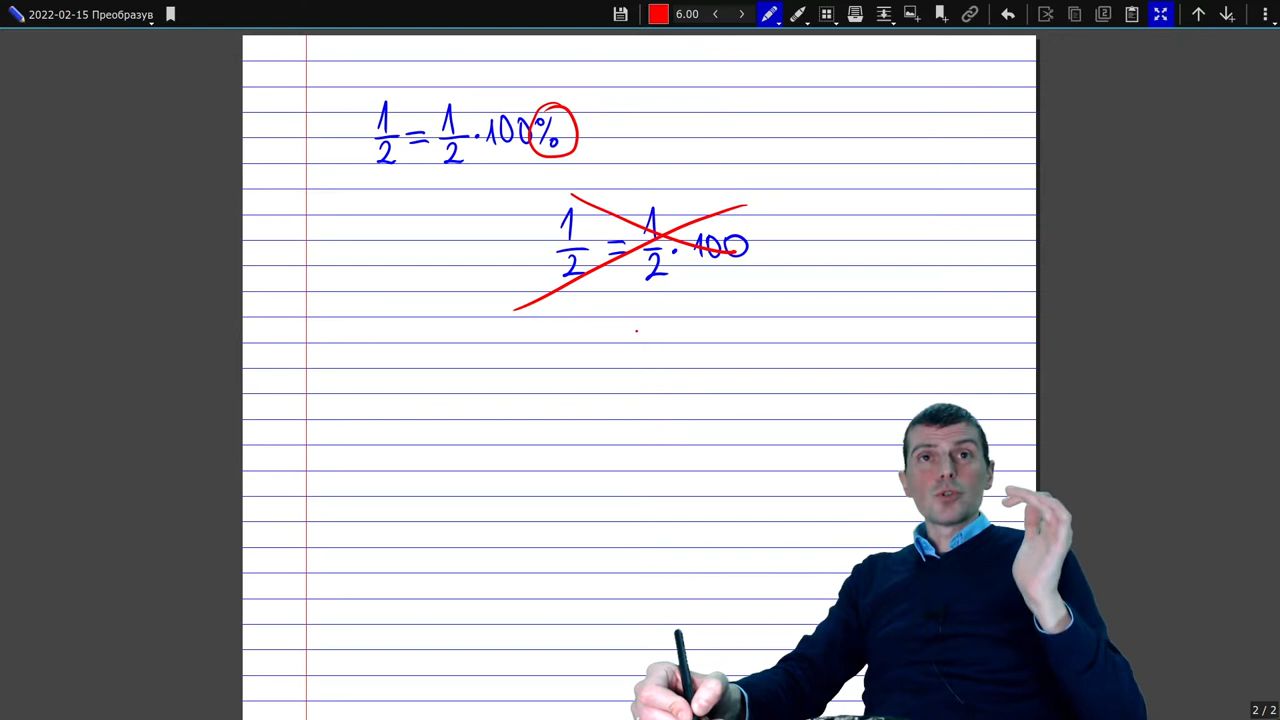 2022-02-15 Преобразув
6.00
1/2 = 1/2 · 100%
1/2 = 1/2 · 100
2 / 2